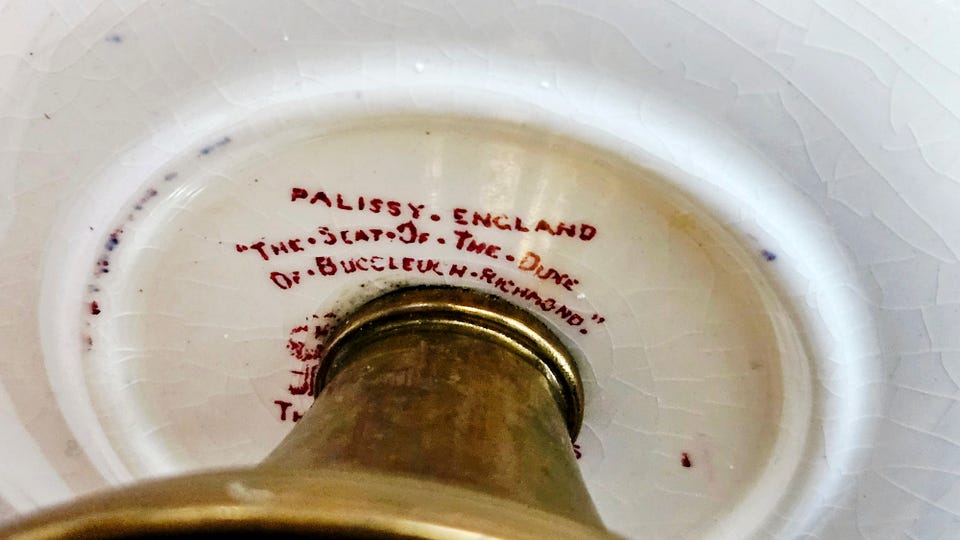 PALISSY · ENGLAND
"THE · SEAT · OF · THE · DUKE
OF · BUCCLEUCH · RICHMOND."